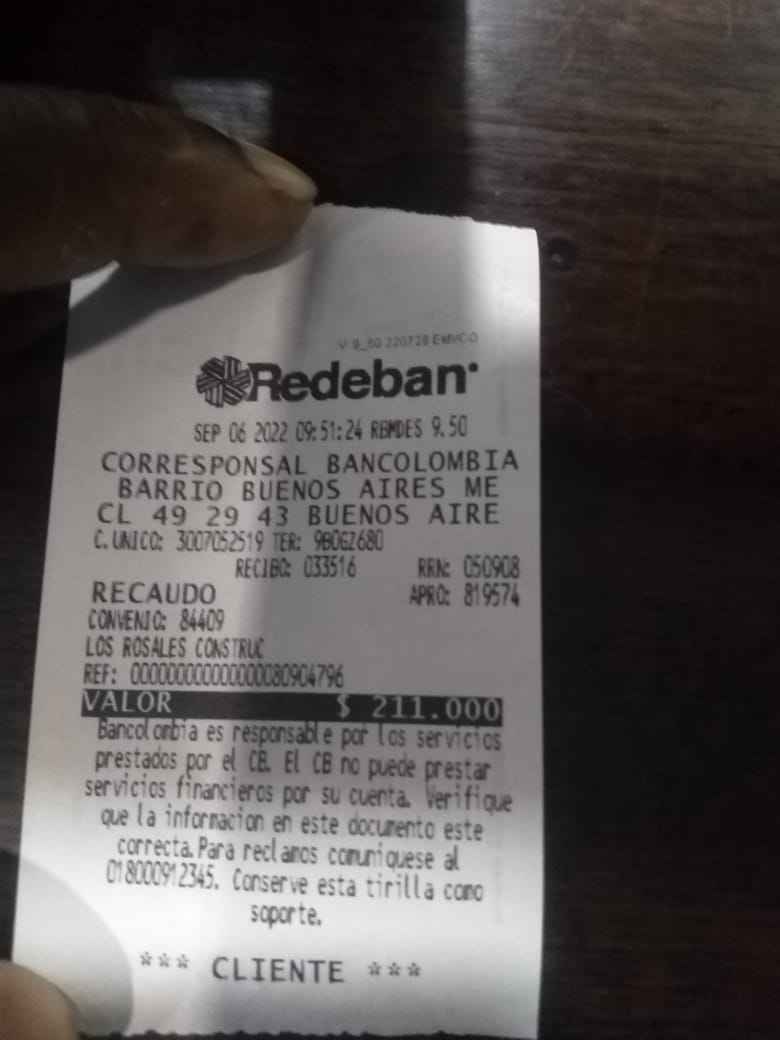 V 9_50 220728 EMVCO
Redeban
SEP 06 2022 09:51:24 RBMDES 9.50
CORRESPONSAL BANCOLOMBIA
BARRIO BUENOS AIRES ME
CL 49 29 43 BUENOS AIRE
C. UNICO: 3007052519 TER: 9B0GZ680
RECIBO: 033516 RRN: 050908
RECAUDO APRO: 819574
CONVENIO: 84409
LOS ROSALES CONSTRUC
REF: 00000000000000080904796
VALOR $ 211.000
Bancolombia es responsable por los servicios
prestados por el CB. El CB no puede prestar
servicios financieros por su cuenta. Verifique
que la informacion en este documento este
correcta. Para reclamos comuniquese al
018000912345. Conserve esta tirilla como
soporte.
*** CLIENTE ***